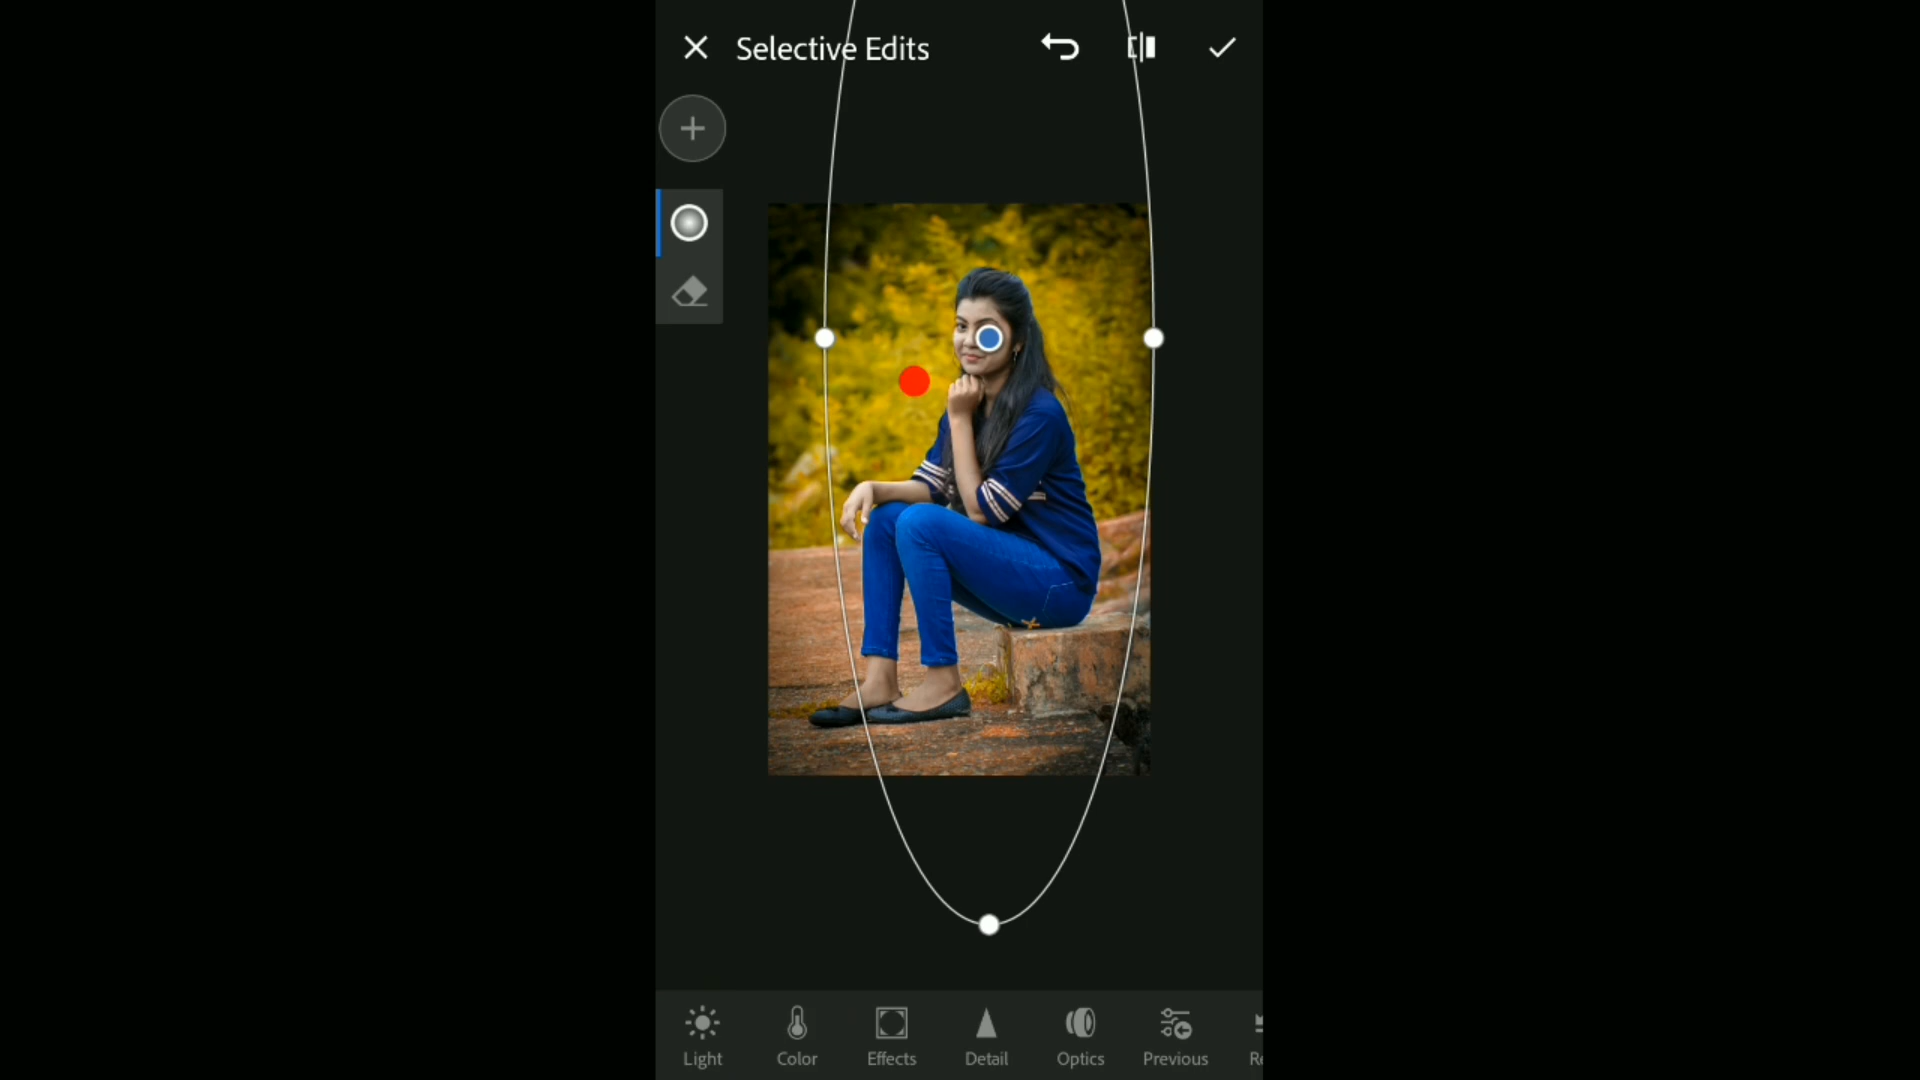 Selective Edits
Light
Color
Effects
Detail
Optics
Previous